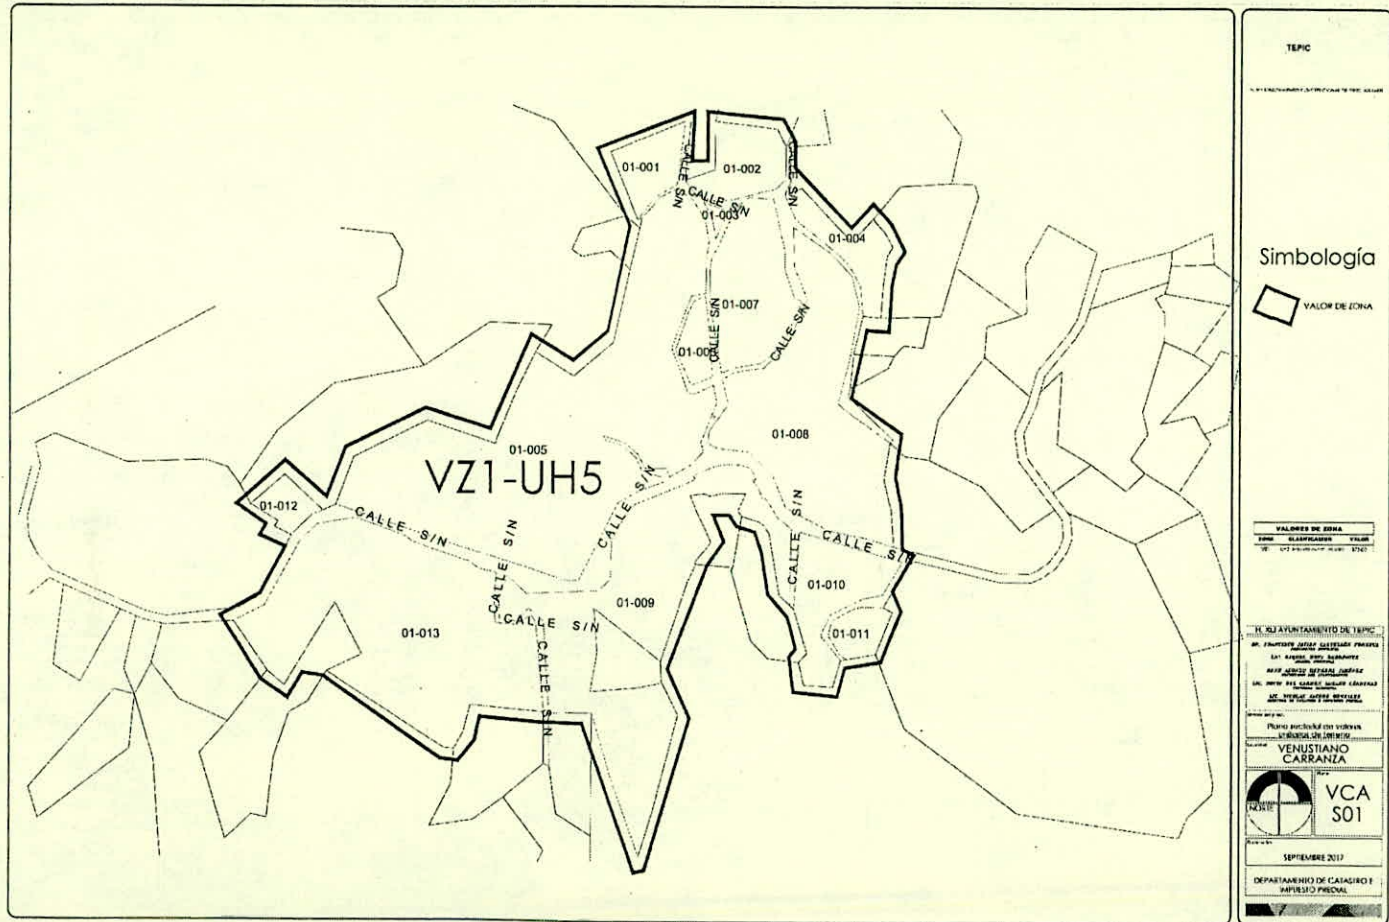 TEPIC
01-001
01-002
CALLE S/N
CALLE S/N
CALLE S/N
01-003
01-004
01-007
CALLE S/N
CALLE S/N
01-008
01-005
VZ1-UH5
01-012
CALLE S/N
CALLE S/N
CALLE S/N
CALLE S/N
CALLE S/N
01-010
01-009
CALLE S/N
01-011
01-013
CALLE S/N
Simbología
VALOR DE ZONA
VALORES DE ZONA
ZONA CLASIFICACION VALOR
H. XLI AYUNTAMIENTO DE TEPIC
Plano sectorial de valores
unitarios de terreno
VENUSTIANO
CARRANZA
NORTE
VCA
S01
SEPTIEMBRE 2017
DEPARTAMENTO DE CATASTRO E
IMPUESTO PREDIAL